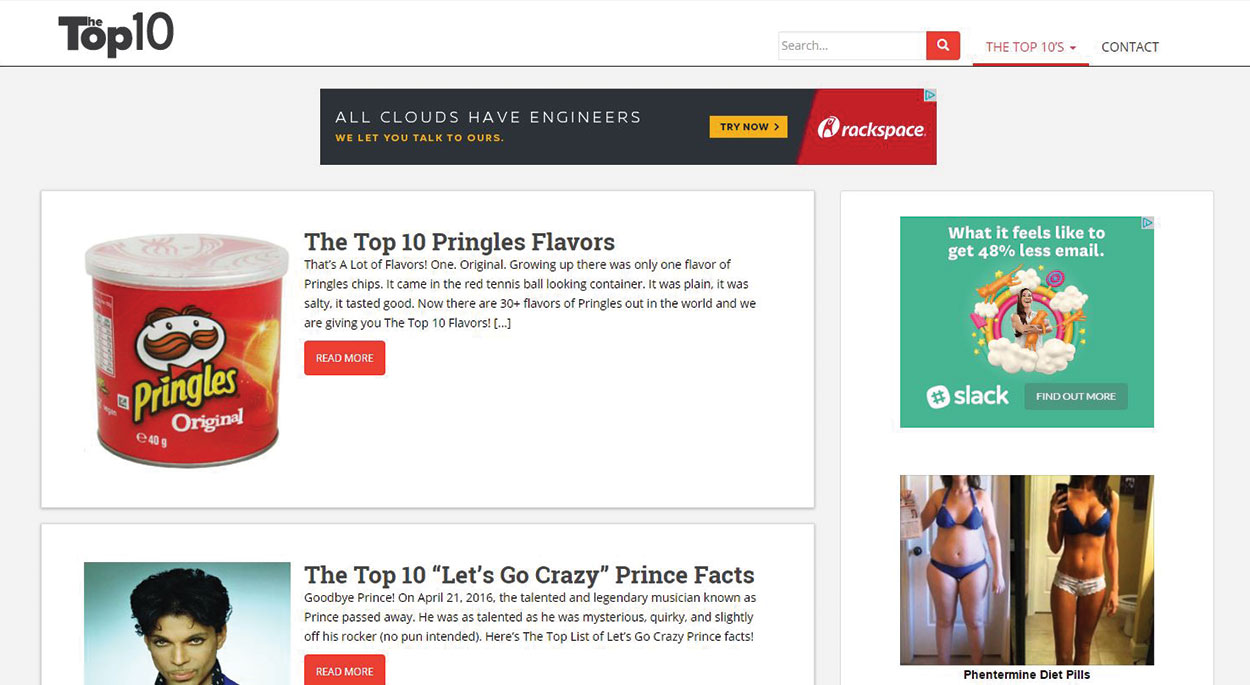 The
Top10
Search...
THE TOP 10'S
CONTACT
ALL CLOUDS HAVE ENGINEERS
WE LET YOU TALK TO OURS.
TRY NOW >
rackspace.
The Top 10 Pringles Flavors
That's A Lot of Flavors! One. Original. Growing up there was only one flavor of
Pringles chips. It came in the red tennis ball looking container. It was plain, it was
salty, it tasted good. Now there are 30+ flavors of Pringles out in the world and we
are giving you The Top 10 Flavors! [...]
READ MORE
Pringles
Original
℮40 g
What it feels like to
get 48% less email.
slack
FIND OUT MORE
The Top 10 “Let's Go Crazy” Prince Facts
Goodbye Prince! On April 21, 2016, the talented and legendary musician known as
Prince passed away. He was as talented as he was mysterious, quirky, and slightly
off his rocker (no pun intended). Here's The Top List of Let's Go Crazy Prince facts!
READ MORE
Phentermine Diet Pills